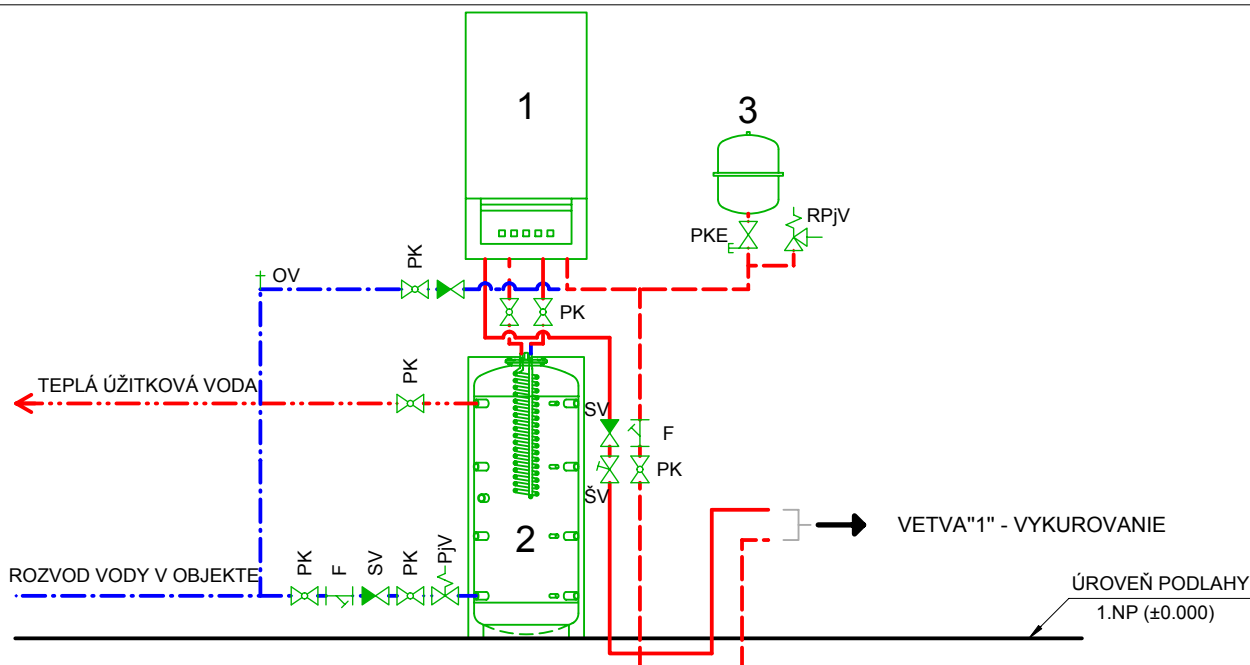 1
3
RPjV
PKE
PK
OV
PK
TEPLÁ ÚŽITKOVÁ VODA
PK
SV
F
PK
ŠV
VETVA"1" - VYKUROVANIE
2
ROZVOD VODY V OBJEKTE
PK
F
SV
PK
PjV
ÚROVEŇ PODLAHY
1.NP (±0.000)